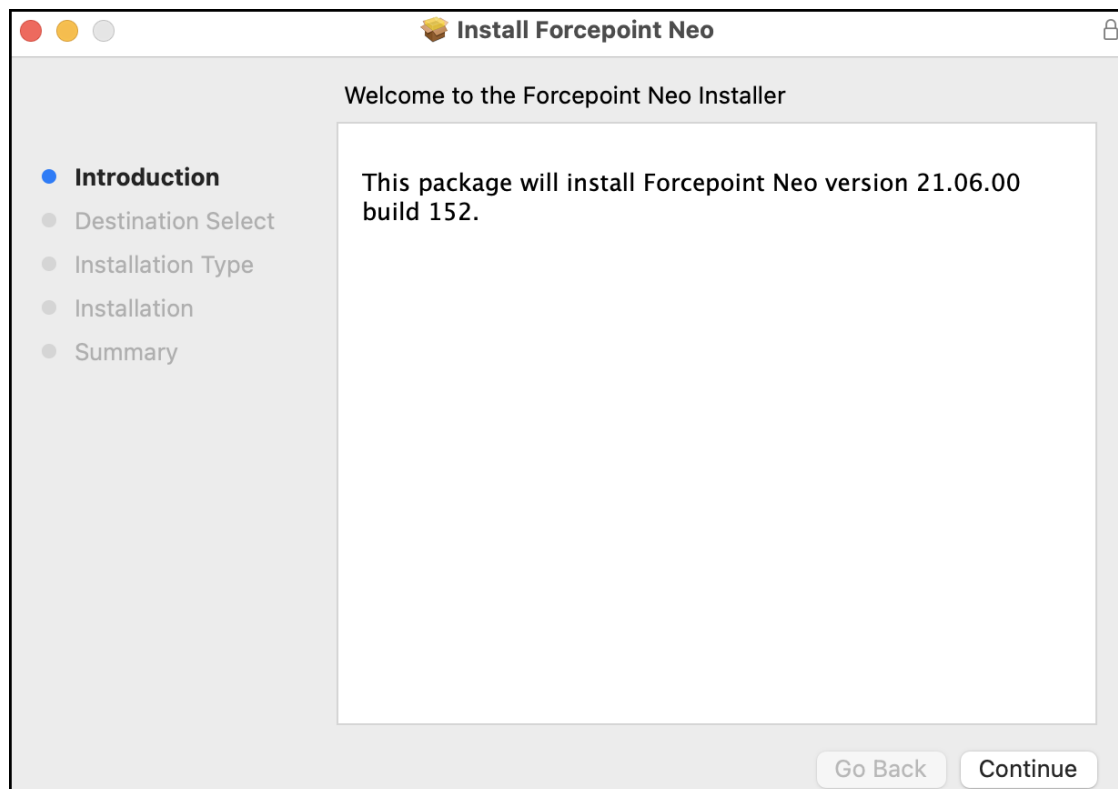 Install Forcepoint Neo
Welcome to the Forcepoint Neo Installer
Introduction
Destination Select
Installation Type
Installation
Summary
This package will install Forcepoint Neo version 21.06.00
build 152.
Go Back
Continue